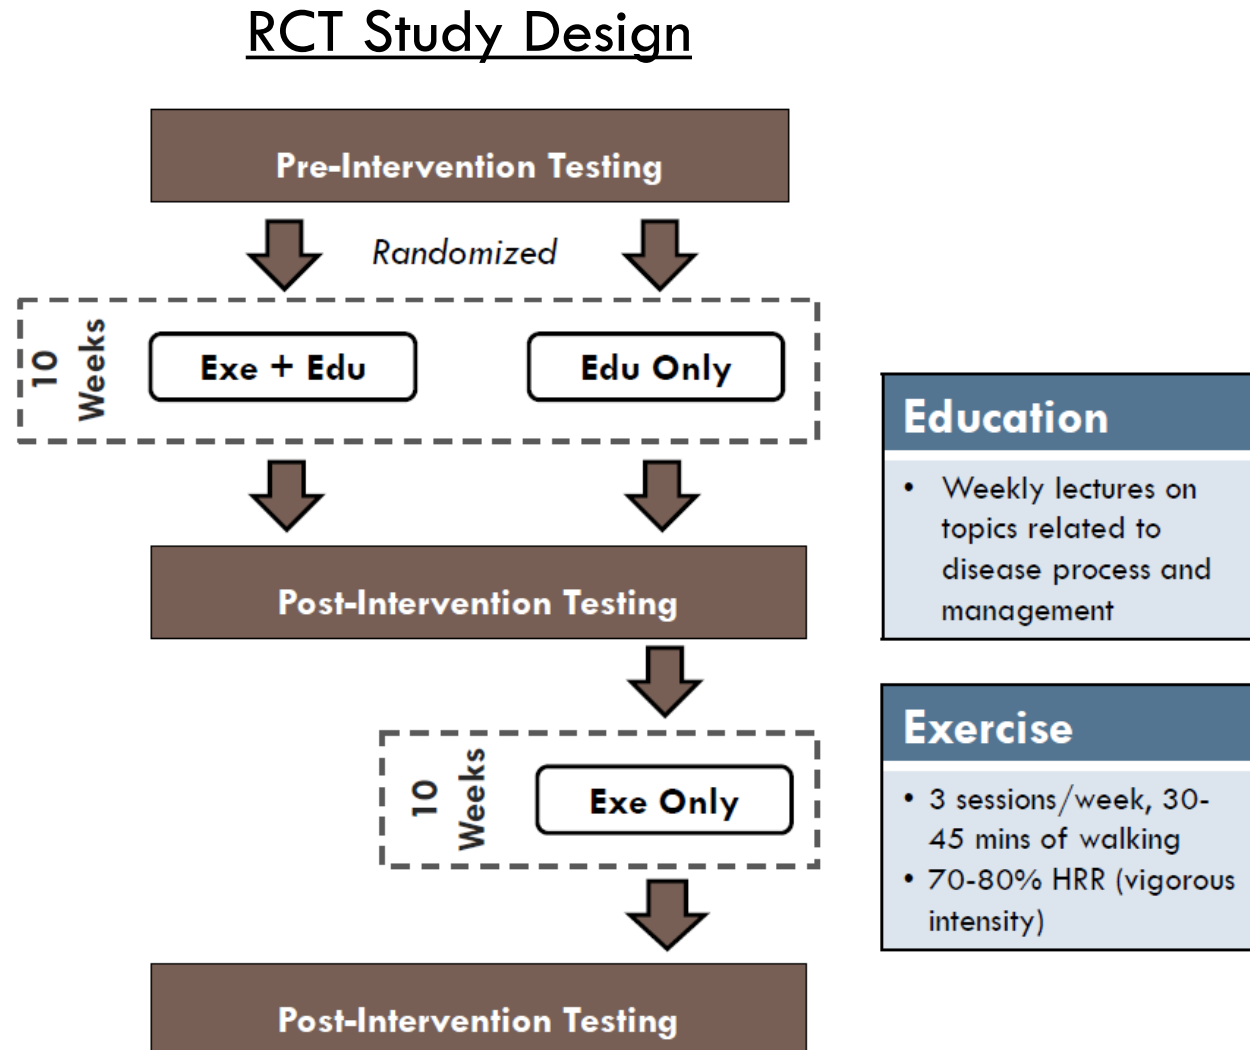 RCT Study Design
Pre-Intervention Testing
Randomized
10
Weeks
Exe + Edu
Edu Only
Post-Intervention Testing
10
Weeks
Exe Only
Post-Intervention Testing
Education
• Weekly lectures on
topics related to
disease process and
management
Exercise
• 3 sessions/week, 30-
45 mins of walking
• 70-80% HRR (vigorous
intensity)